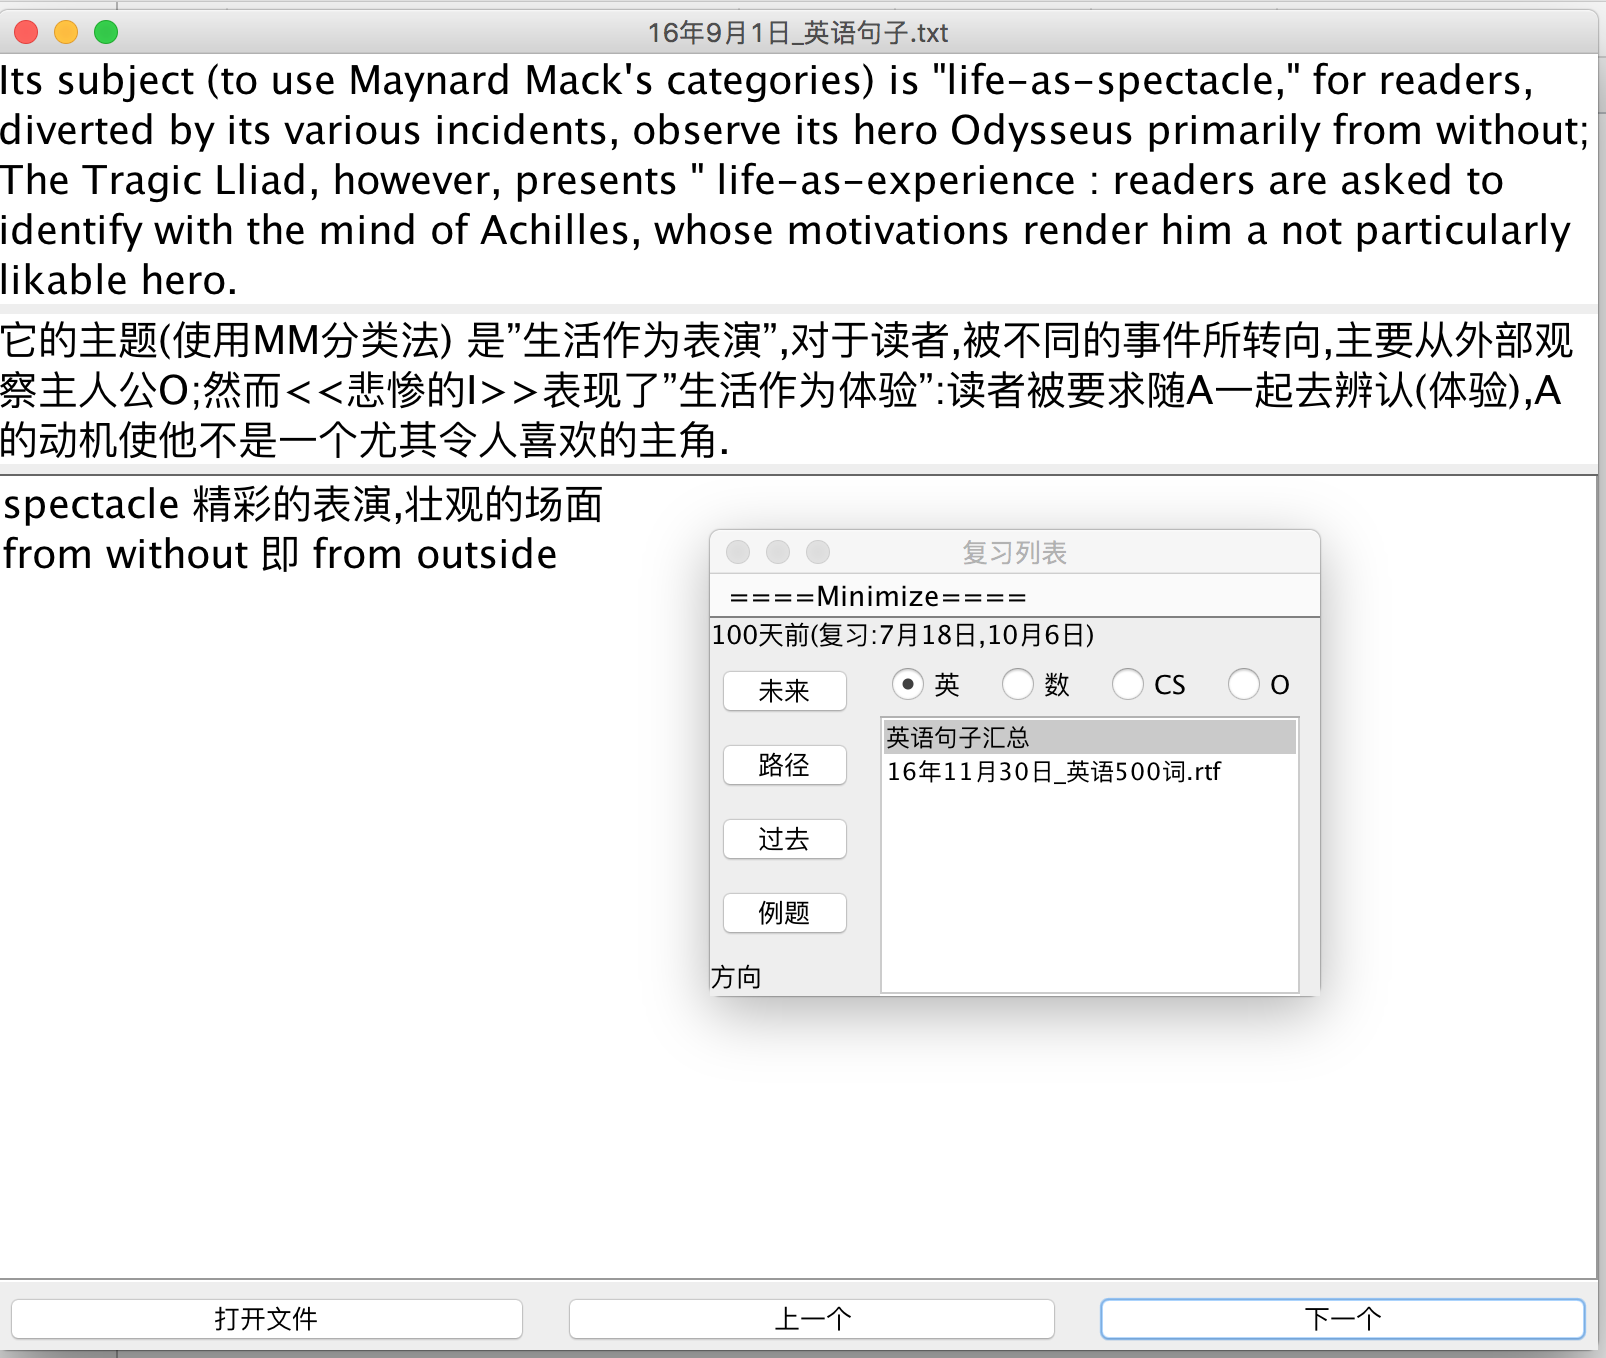 16年9月1日_英语句子.txt
Its subject (to use Maynard Mack's categories) is "life-as-spectacle," for readers,
diverted by its various incidents, observe its hero Odysseus primarily from without;
The Tragic Lliad, however, presents " life-as-experience : readers are asked to
identify with the mind of Achilles, whose motivations render him a not particularly
likable hero.
它的主题(使用MM分类法) 是”生活作为表演”,对于读者,被不同的事件所转向,主要从外部观
察主人公O;然而<<悲惨的I>>表现了”生活作为体验”:读者被要求随A一起去辨认(体验),A
的动机使他不是一个尤其令人喜欢的主角.
spectacle 精彩的表演,壮观的场面
from without 即 from outside
复习列表
====Minimize====
100天前(复习:7月18日,10月6日)
未来
英 数 CS O
英语句子汇总
16年11月30日_英语500词.rtf
路径
过去
例题
方向
打开文件 上一个 下一个